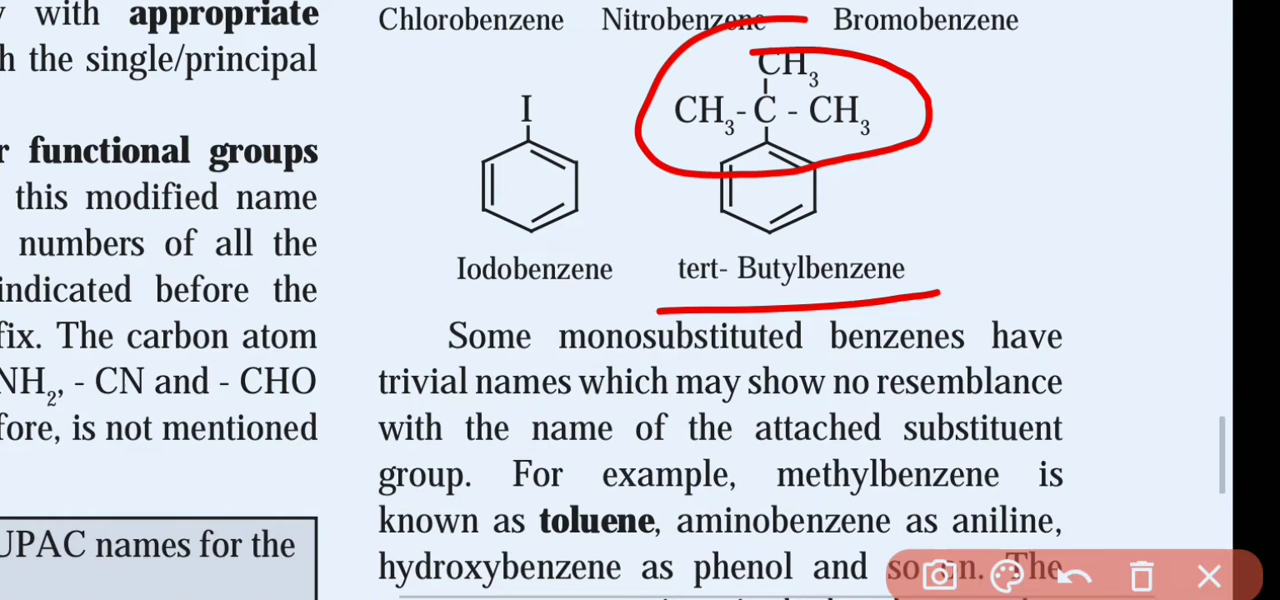 y with appropriate
h the single/principal
r functional groups
this modified name
numbers of all the
indicated before the
fix. The carbon atom
NH2, - CN and - CHO
fore, is not mentioned
UPAC names for the
Chlorobenzene Nitrobenzene Bromobenzene
CH3
I
CH3 - C - CH3
Iodobenzene tert- Butylbenzene
Some monosubstituted benzenes have
trivial names which may show no resemblance
with the name of the attached substituent
group. For example, methylbenzene is
known as toluene, aminobenzene as aniline,
hydroxybenzene as phenol and so on. The